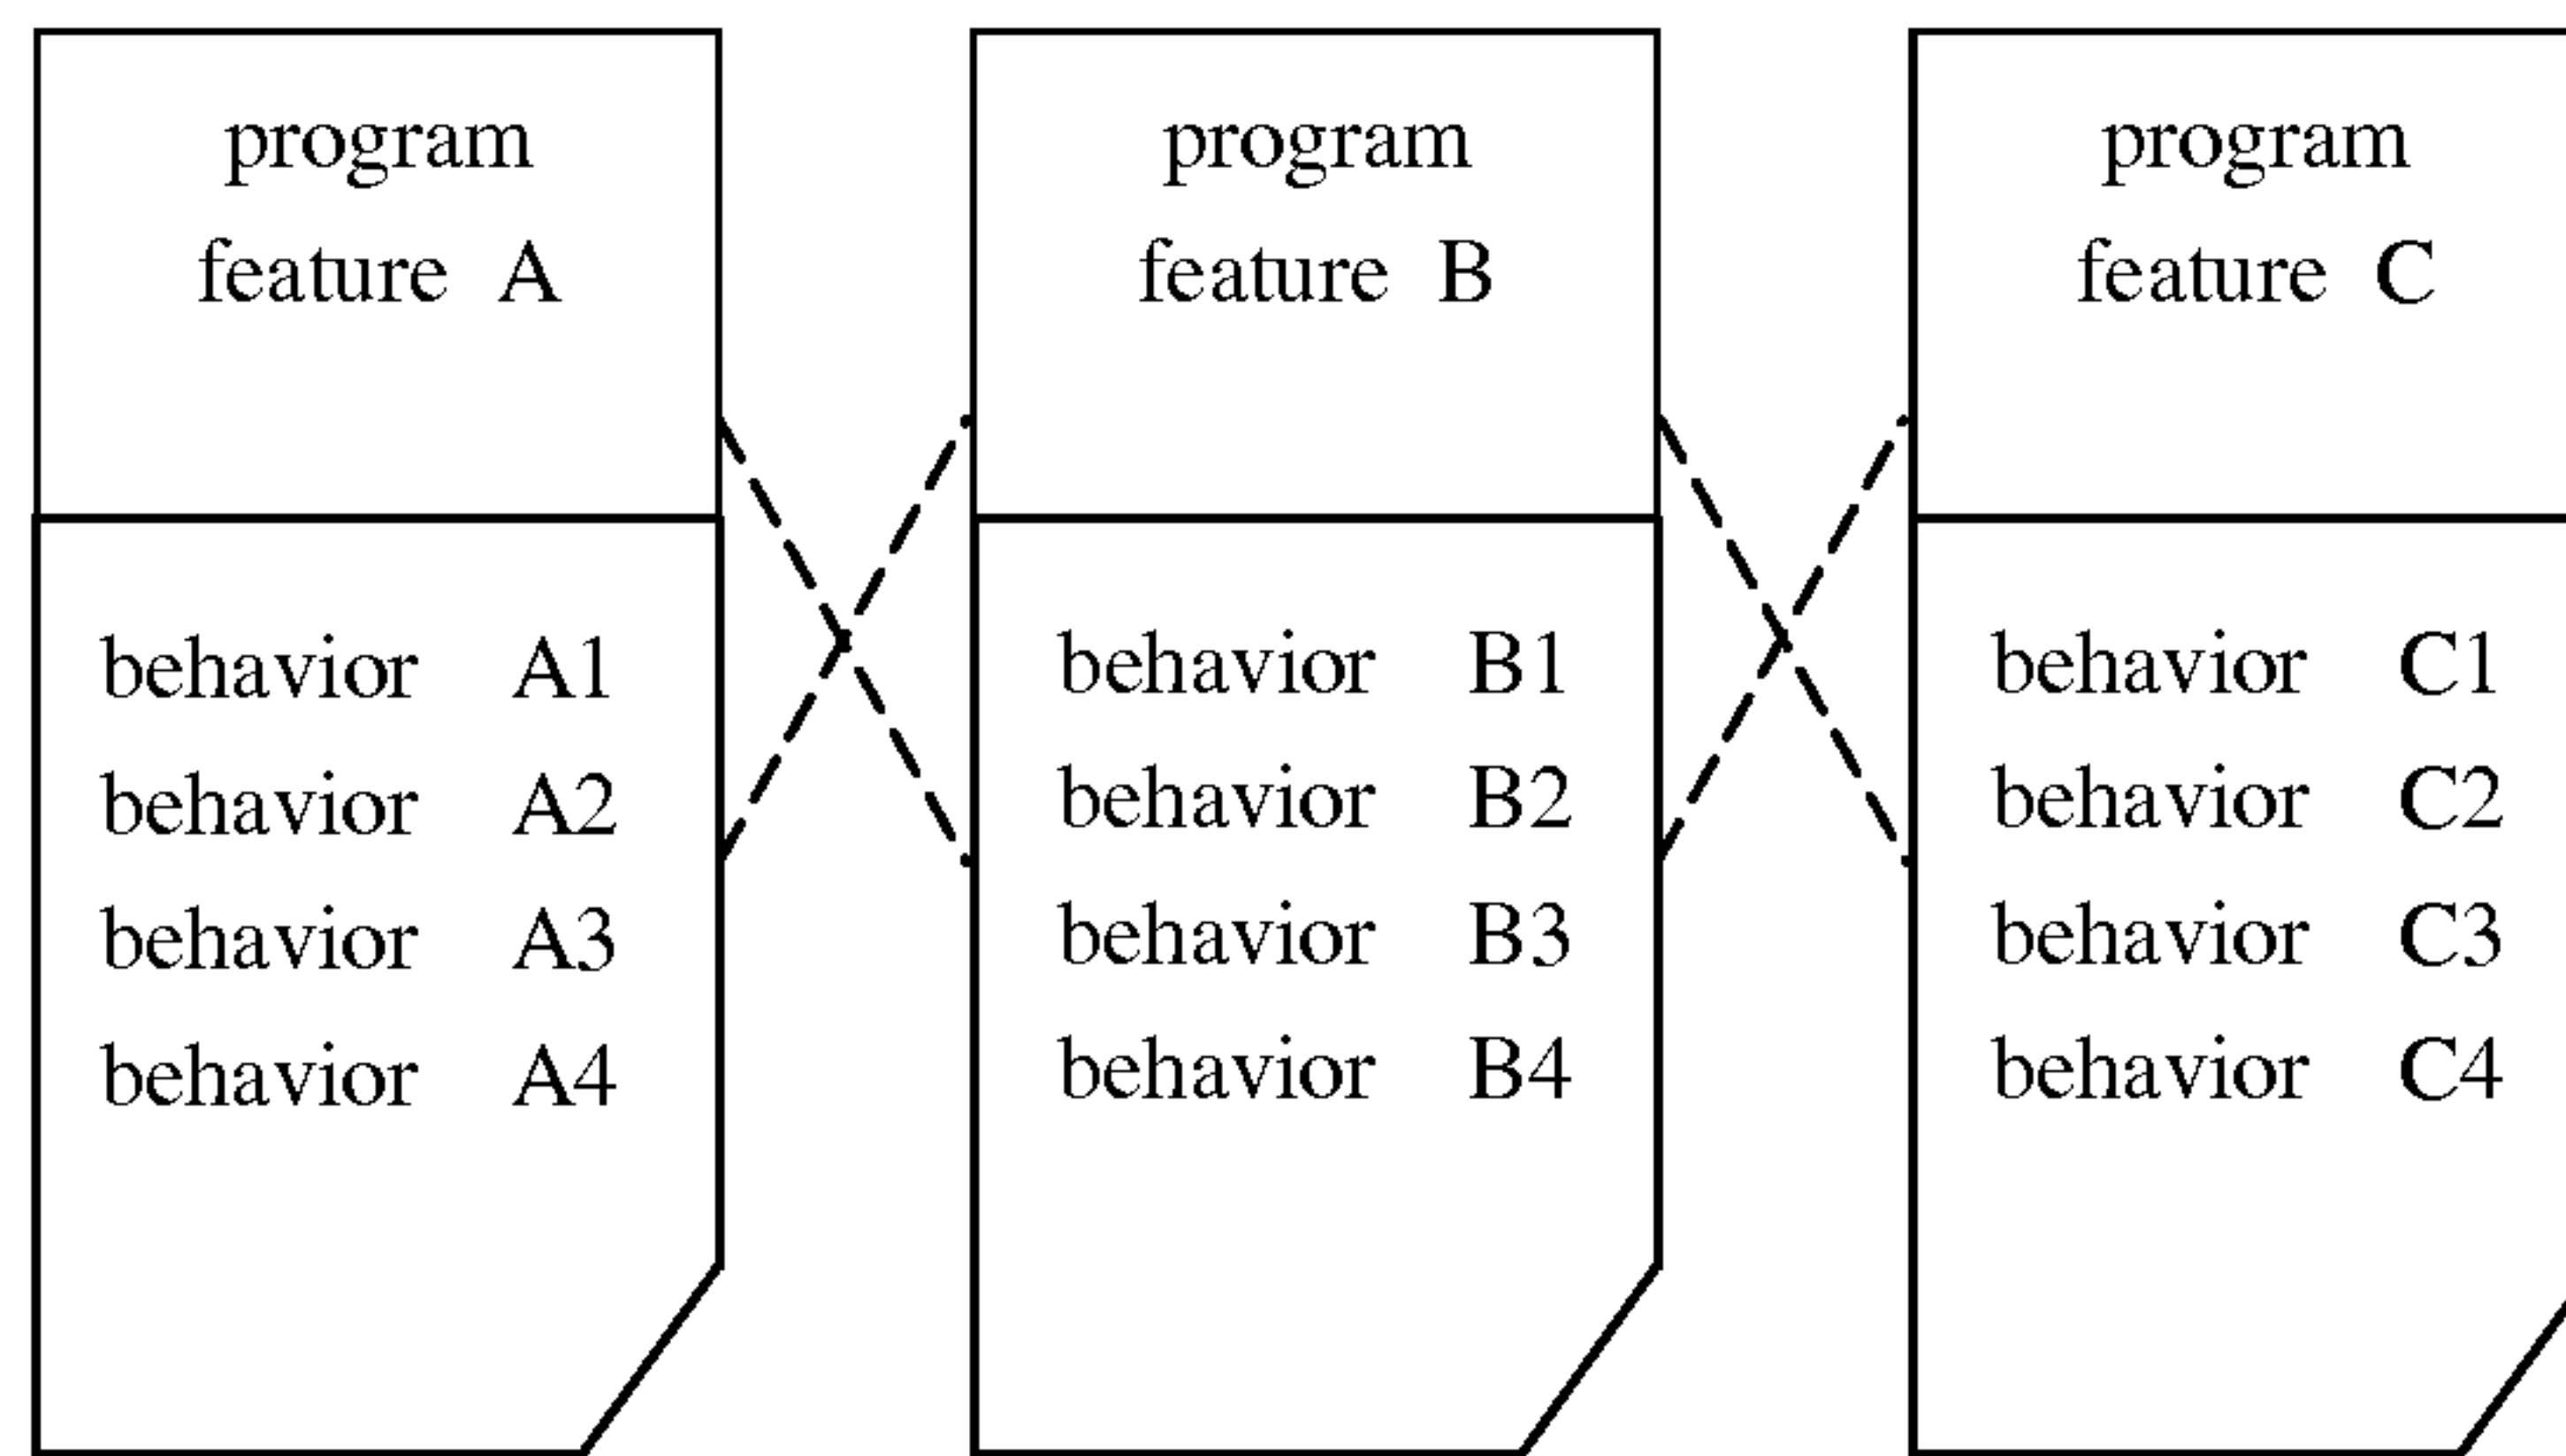 program
feature A
behavior A1
behavior A2
behavior A3
behavior A4
program
feature B
behavior B1
behavior B2
behavior B3
behavior B4
program
feature C
behavior C1
behavior C2
behavior C3
behavior C4